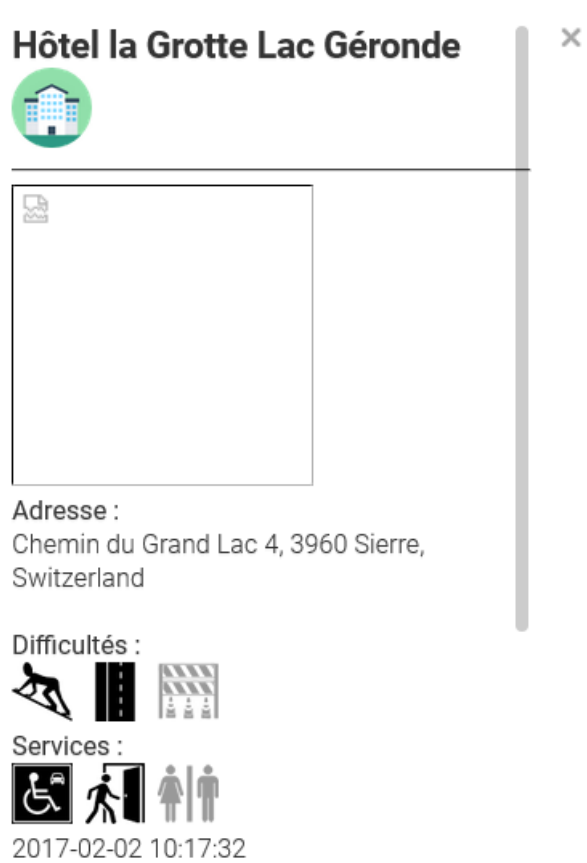 Hôtel la Grotte Lac Géronde
Adresse :
Chemin du Grand Lac 4, 3960 Sierre,
Switzerland
Difficultés :
Services :
2017-02-02 10:17:32